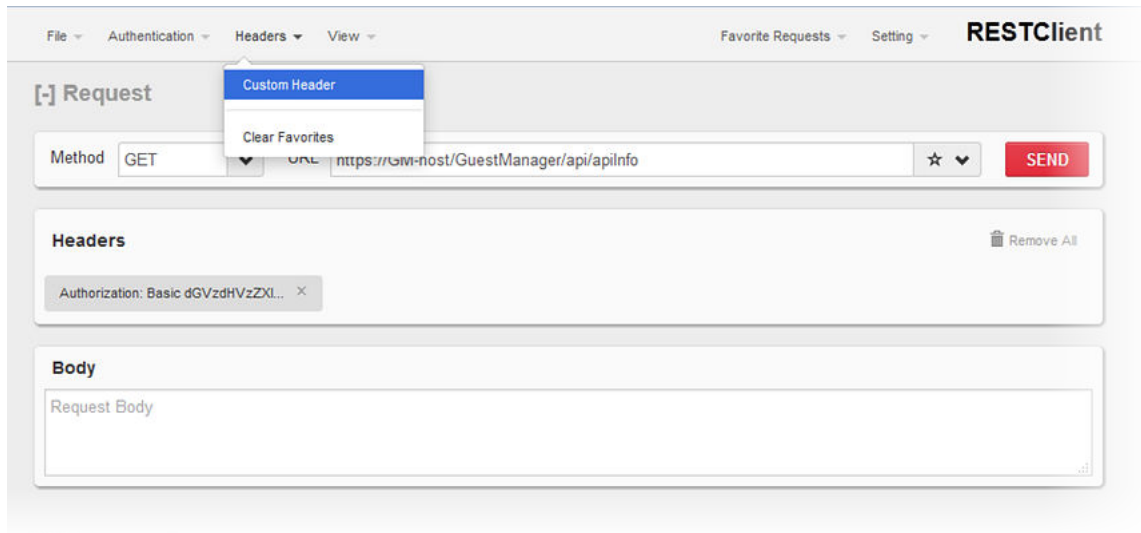 File Authentication Headers View Favorite Requests Setting RESTClient
Custom Header
[-] Request
Clear Favorites
Method GET URL https://GM-host/GuestManager/api/apiInfo SEND
Headers Remove All
Authorization: Basic dGVzdHVzZXI... ×
Body
Request Body